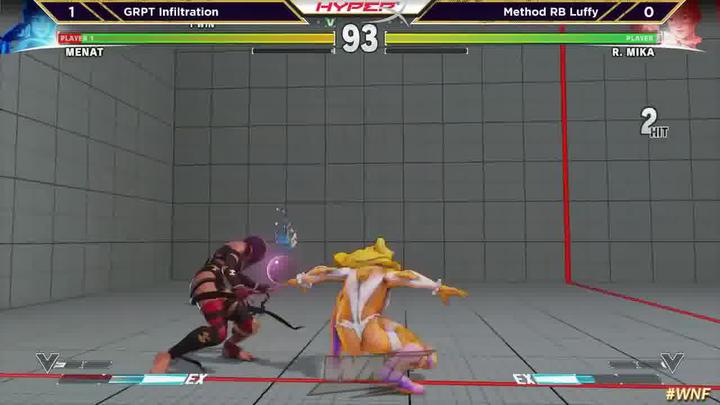 1 GRPT Infiltration HYPER Method RB Luffy 0
1 WIN V
PLAYER 1 93 PLAYER 2
MENAT R. MIKA
2 HIT
V EX EX V
#WNF